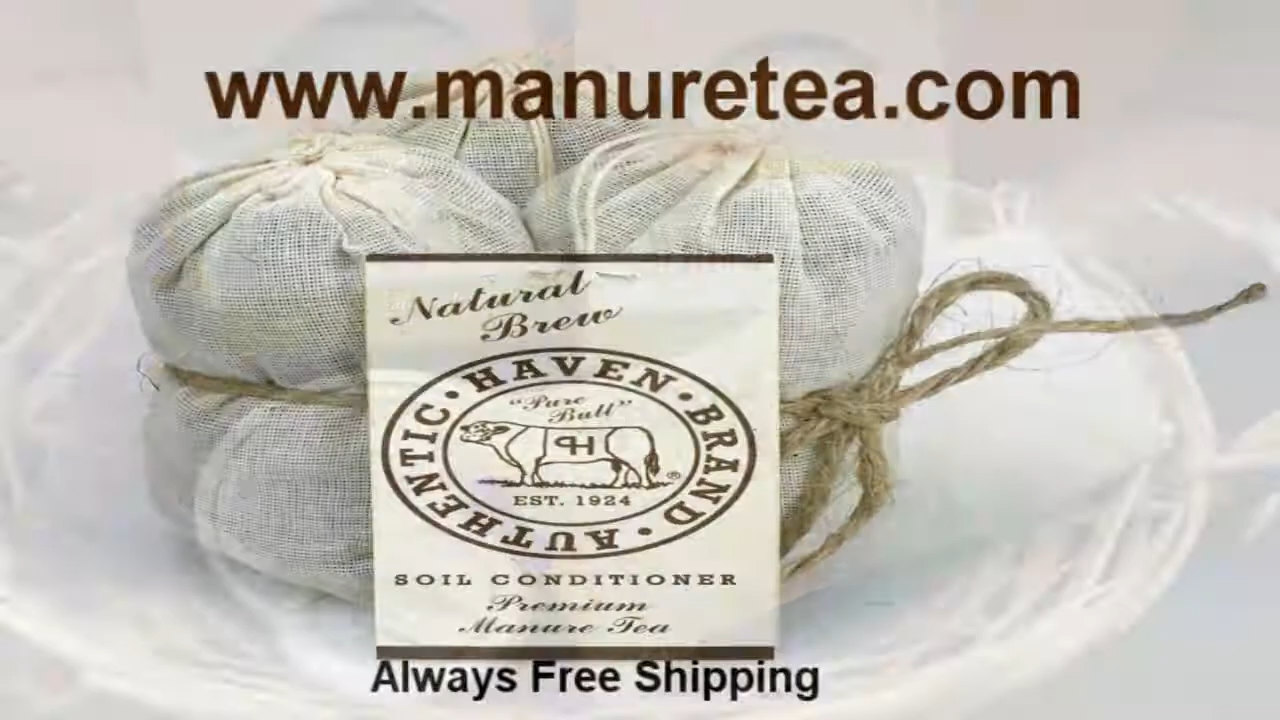 www.manuretea.com
Natural
Brew
AUTHENTIC • HAVEN • BRAND •
"Pure
Bull"
PH
®
EST. 1924
SOIL CONDITIONER
Premium
Manure Tea
Always Free Shipping